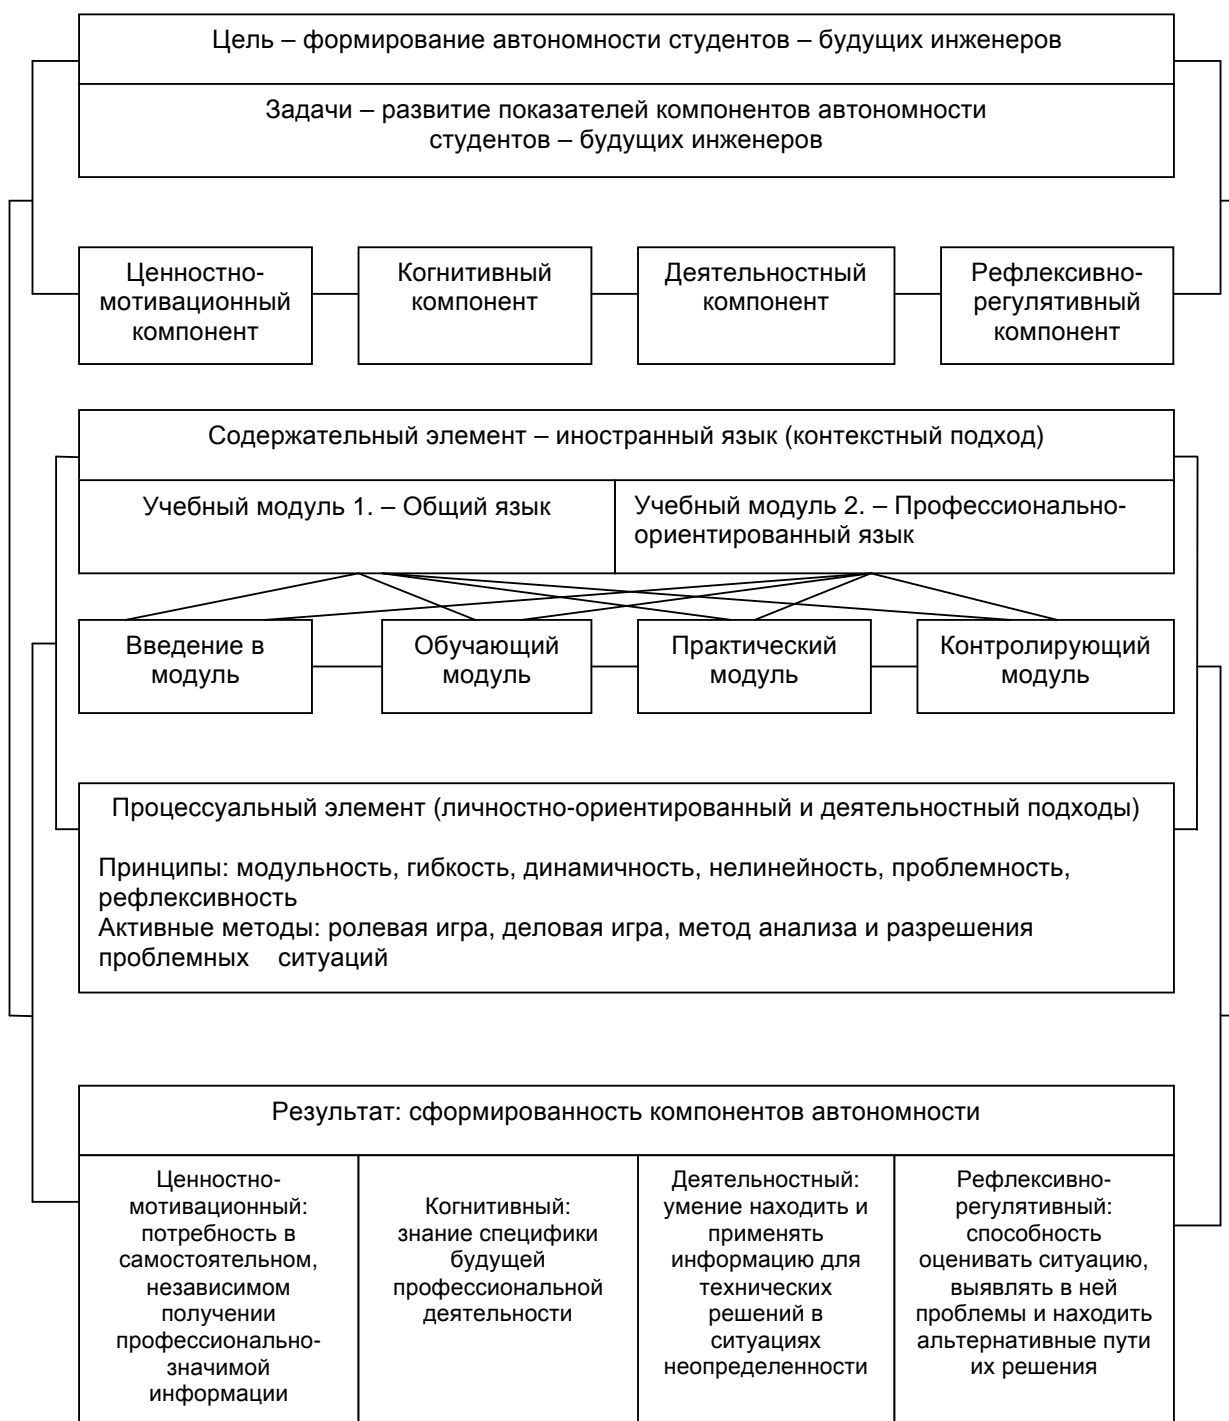 Цель – формирование автономности студентов – будущих инженеров
Задачи – развитие показателей компонентов автономности
студентов – будущих инженеров
Ценностно-
мотивационный
компонент
Когнитивный
компонент
Деятельностный
компонент
Рефлексивно-
регулятивный
компонент
Содержательный элемент – иностранный язык (контекстный подход)
Учебный модуль 1. – Общий язык
Учебный модуль 2. – Профессионально-
ориентированный язык
Введение в
модуль
Обучающий
модуль
Практический
модуль
Контролирующий
модуль
Процессуальный элемент (личностно-ориентированный и деятельностный подходы)
Принципы: модульность, гибкость, динамичность, нелинейность, проблемность,
рефлексивность
Активные методы: ролевая игра, деловая игра, метод анализа и разрешения
проблемных ситуаций
Результат: сформированность компонентов автономности
Ценностно-
мотивационный:
потребность в
самостоятельном,
независимом
получении
профессионально-
значимой
информации
Когнитивный:
знание специфики
будущей
профессиональной
деятельности
Деятельностный:
умение находить и
применять
информацию для
технических
решений в
ситуациях
неопределенности
Рефлексивно-
регулятивный:
способность
оценивать ситуацию,
выявлять в ней
проблемы и находить
альтернативные пути
их решения